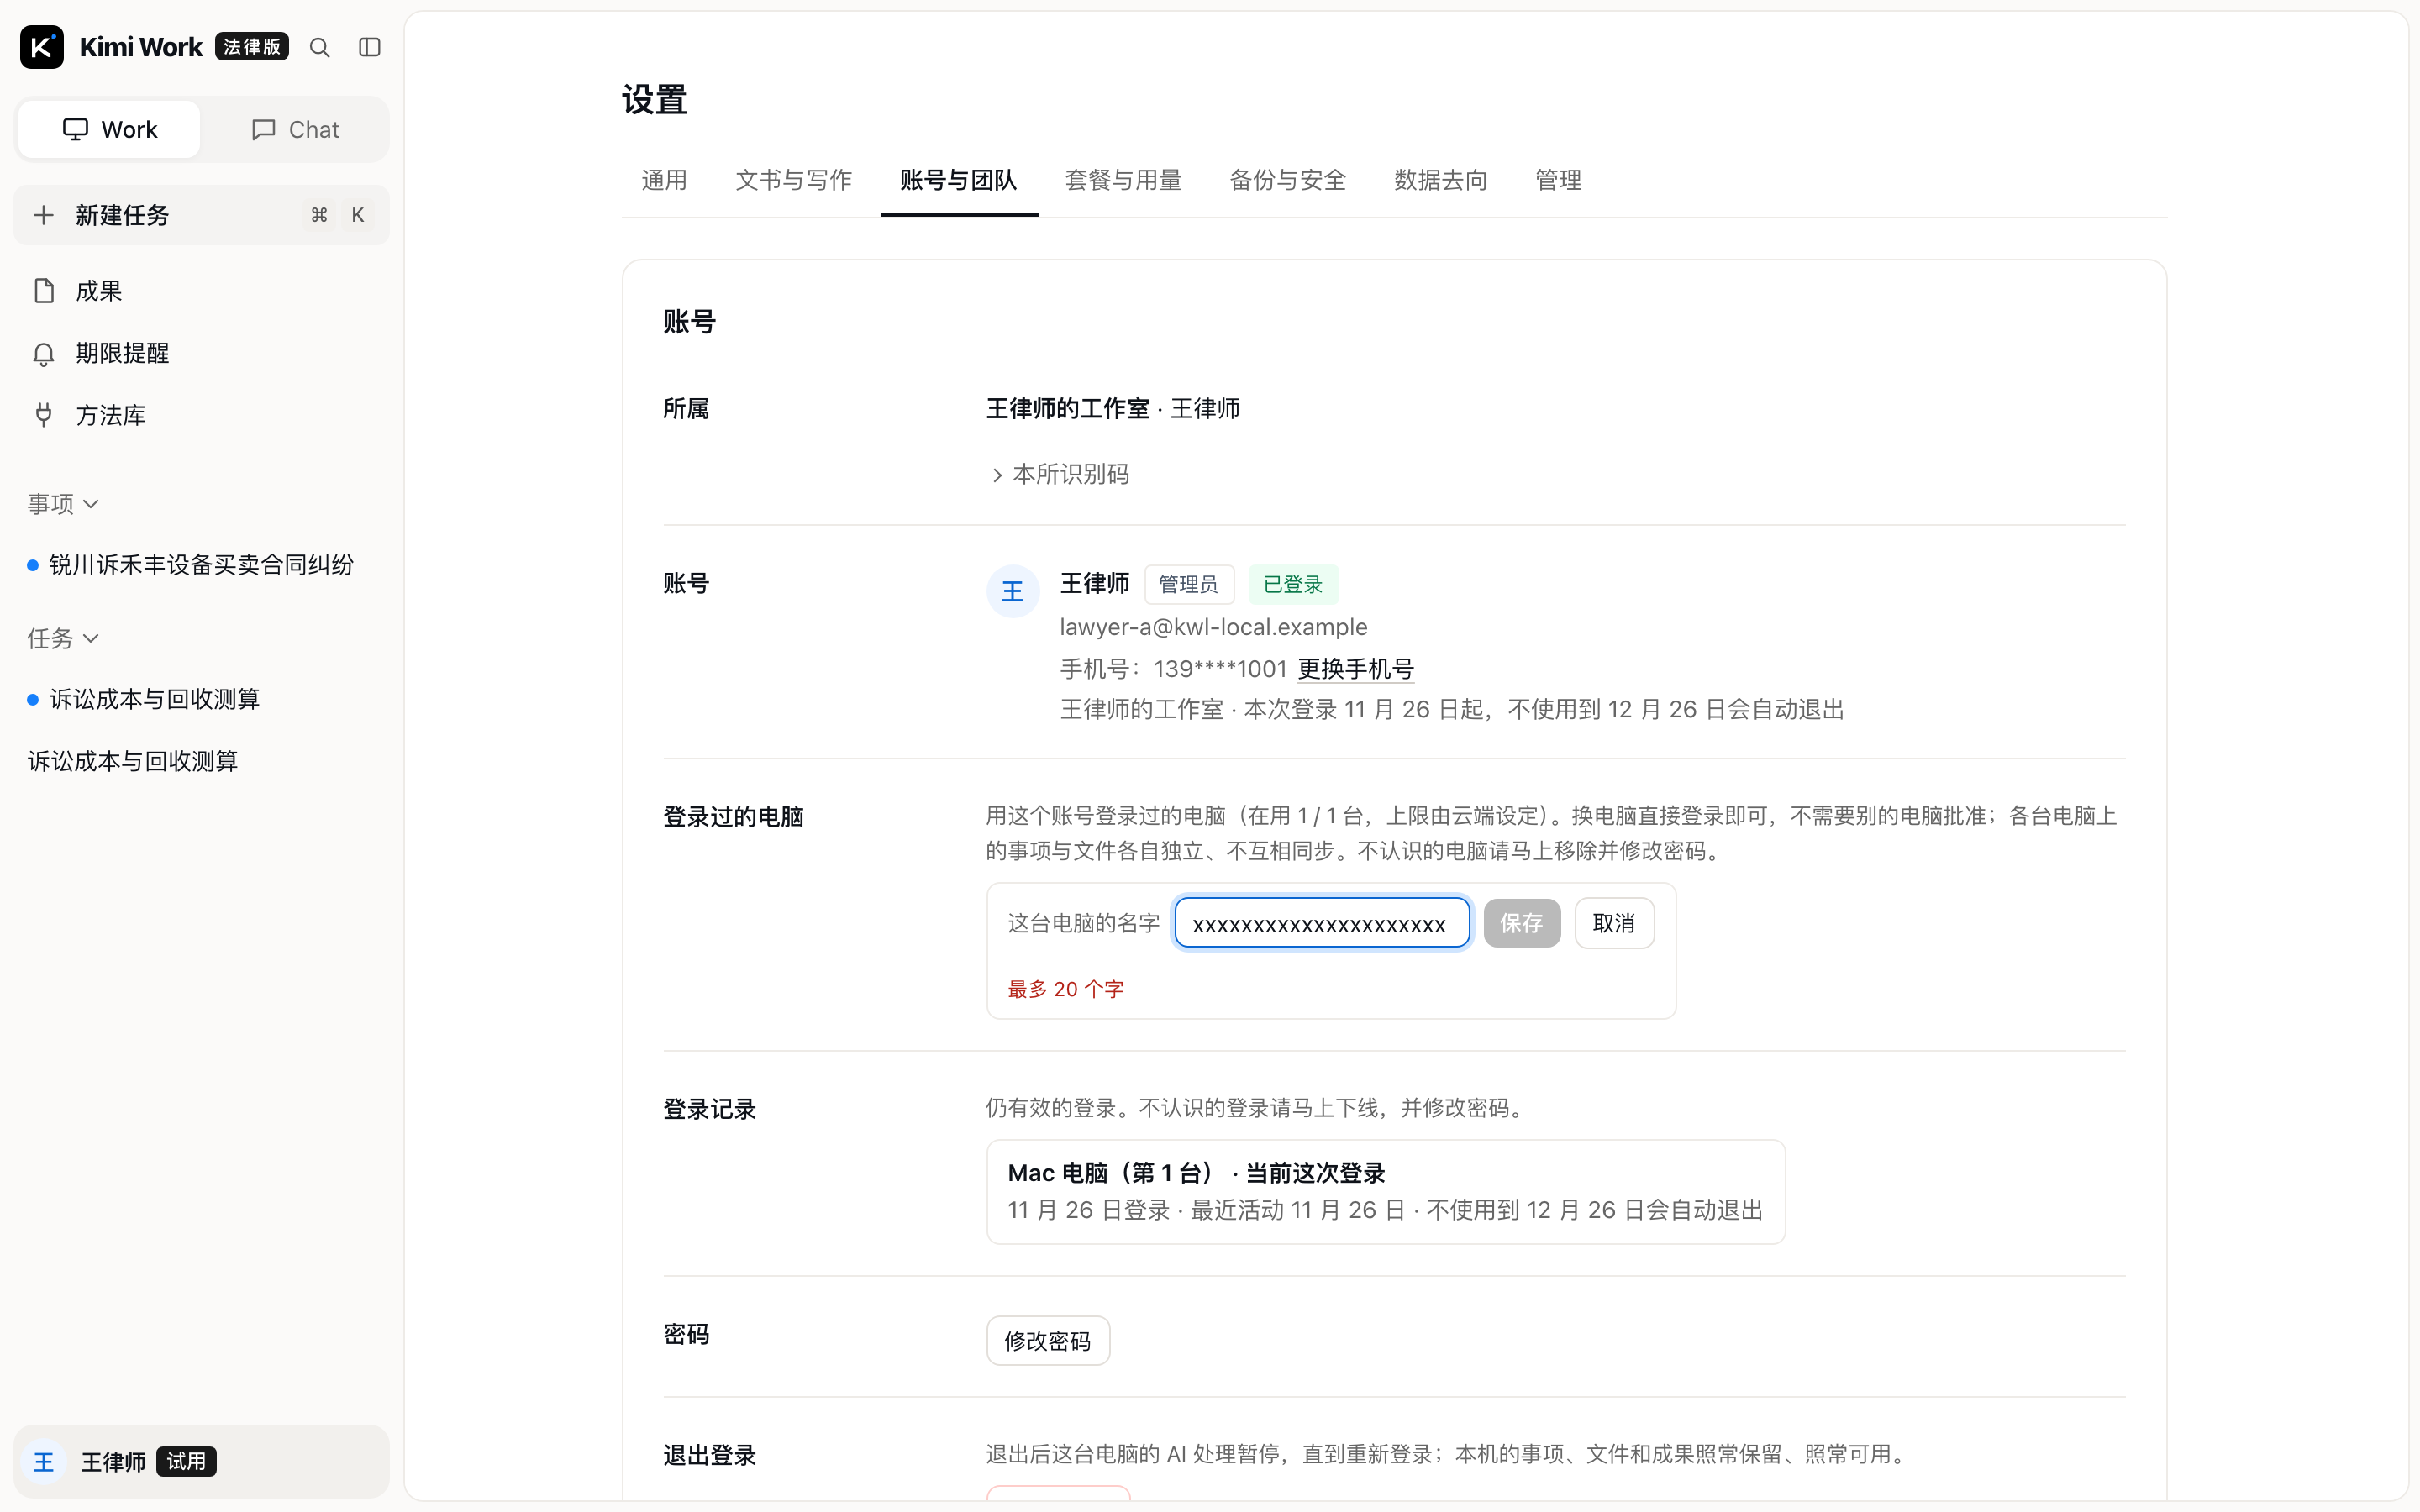 Kimi Work 法律版
Work
Chat
新建任务 ⌘ K
成果
期限提醒
方法库
事项
锐川诉禾丰设备买卖合同纠纷
任务
诉讼成本与回收测算
诉讼成本与回收测算
王 王律师 试用
设置
通用 文书与写作 账号与团队 套餐与用量 备份与安全 数据去向 管理
账号
所属
王律师的工作室 · 王律师
本所识别码
账号
王 王律师 管理员 已登录
lawyer-a@kwl-local.example
手机号：139****1001 更换手机号
王律师的工作室 · 本次登录 11 月 26 日起，不使用到 12 月 26 日会自动退出
登录过的电脑
用这个账号登录过的电脑（在用 1 / 1 台，上限由云端设定）。换电脑直接登录即可，不需要别的电脑批准；各台电脑上
的事项与文件各自独立、不互相同步。不认识的电脑请马上移除并修改密码。
这台电脑的名字 xxxxxxxxxxxxxxxxxxxxx 保存 取消
最多 20 个字
登录记录
仍有效的登录。不认识的登录请马上下线，并修改密码。
Mac 电脑（第 1 台） · 当前这次登录
11 月 26 日登录 · 最近活动 11 月 26 日 · 不使用到 12 月 26 日会自动退出
密码
修改密码
退出登录
退出后这台电脑的 AI 处理暂停，直到重新登录；本机的事项、文件和成果照常保留、照常可用。